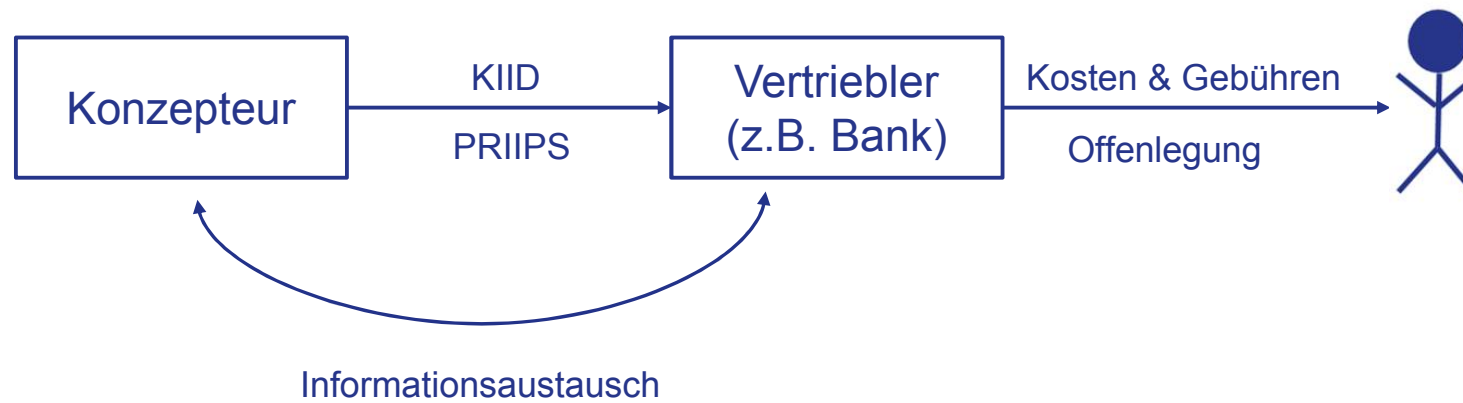 Konzepteur
KIID
PRIIPS
Vertriebler
(z.B. Bank)
Kosten & Gebühren
Offenlegung
Informationsaustausch